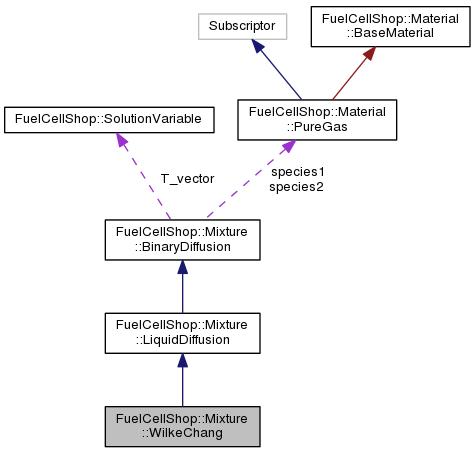 Subscriptor
FuelCellShop::Material
::BaseMaterial
FuelCellShop::SolutionVariable
FuelCellShop::Material
::PureGas
T_vector
species1
species2
FuelCellShop::Mixture
::BinaryDiffusion
FuelCellShop::Mixture
::LiquidDiffusion
FuelCellShop::Mixture
::WilkeChang